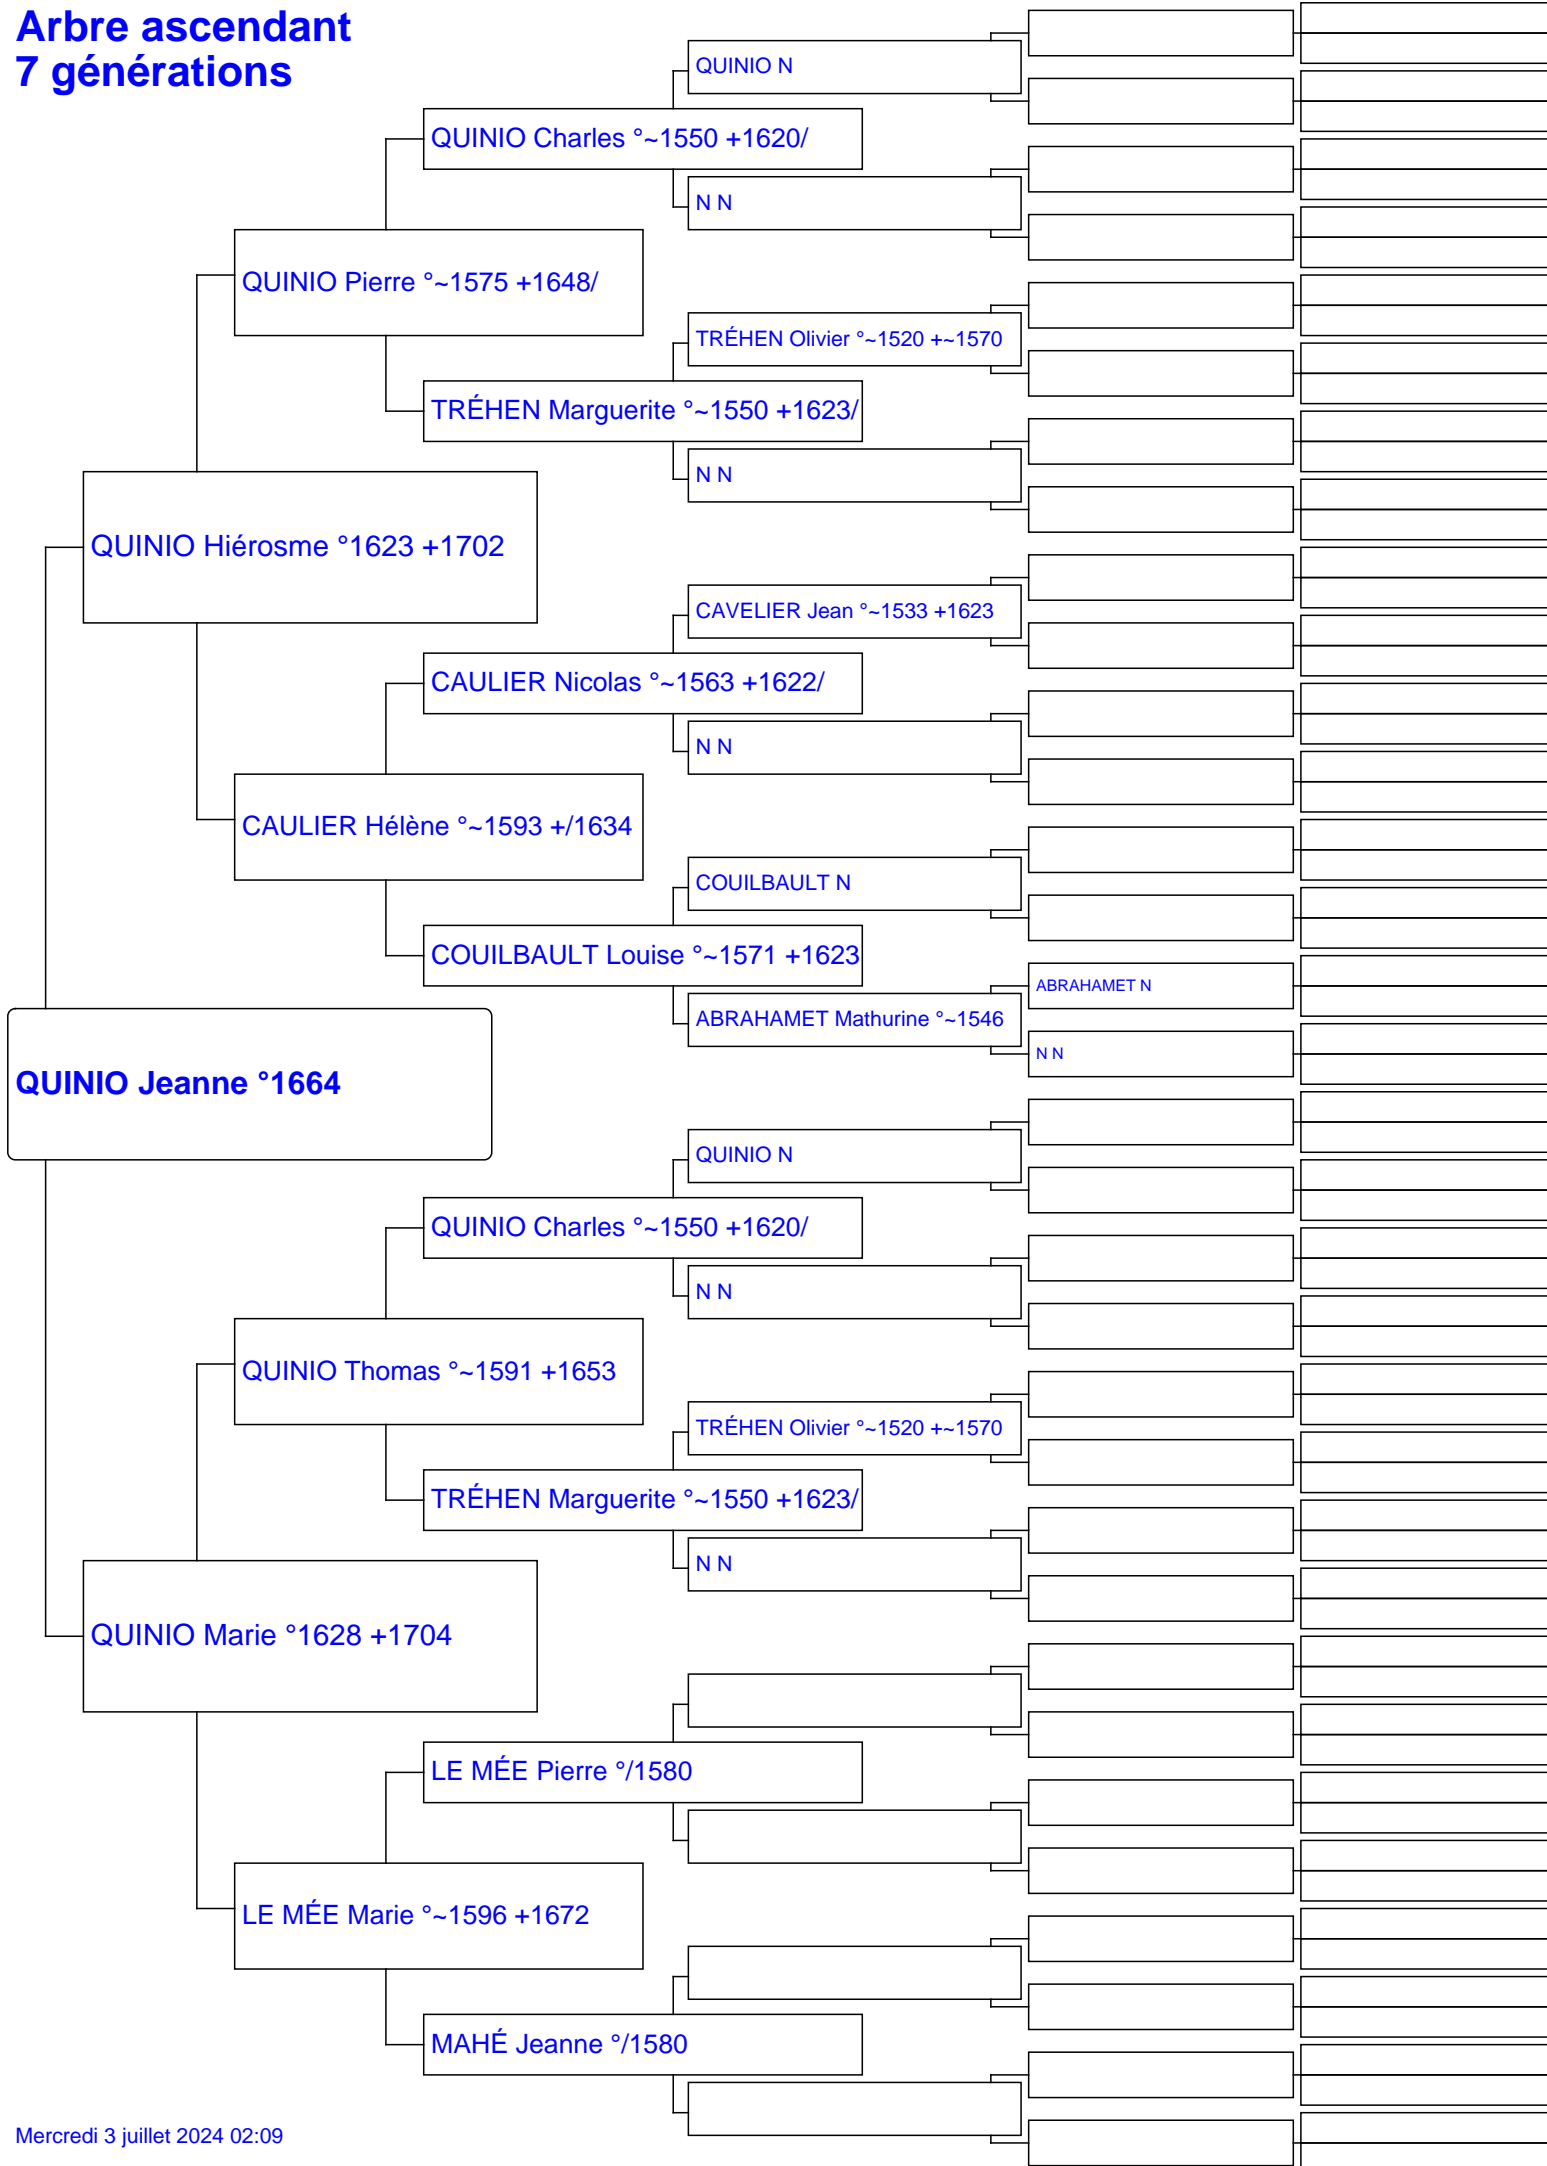 Arbre ascendant
7 générations
QUINIO N
QUINIO Charles °~1550 +1620/
N N
QUINIO Pierre °~1575 +1648/
TRÉHEN Olivier °~1520 +~1570
TRÉHEN Marguerite °~1550 +1623/
N N
QUINIO Hiérosme °1623 +1702
CAVELIER Jean °~1533 +1623
CAULIER Nicolas °~1563 +1622/
N N
CAULIER Hélène °~1593 +/1634
COUILBAULT N
COUILBAULT Louise °~1571 +1623
ABRAHAMET N
ABRAHAMET Mathurine °~1546
N N
QUINIO Jeanne °1664
QUINIO N
QUINIO Charles °~1550 +1620/
N N
QUINIO Thomas °~1591 +1653
TRÉHEN Olivier °~1520 +~1570
TRÉHEN Marguerite °~1550 +1623/
N N
QUINIO Marie °1628 +1704
LE MÉE Pierre °/1580
LE MÉE Marie °~1596 +1672
MAHÉ Jeanne °/1580
Mercredi 3 juillet 2024 02:09